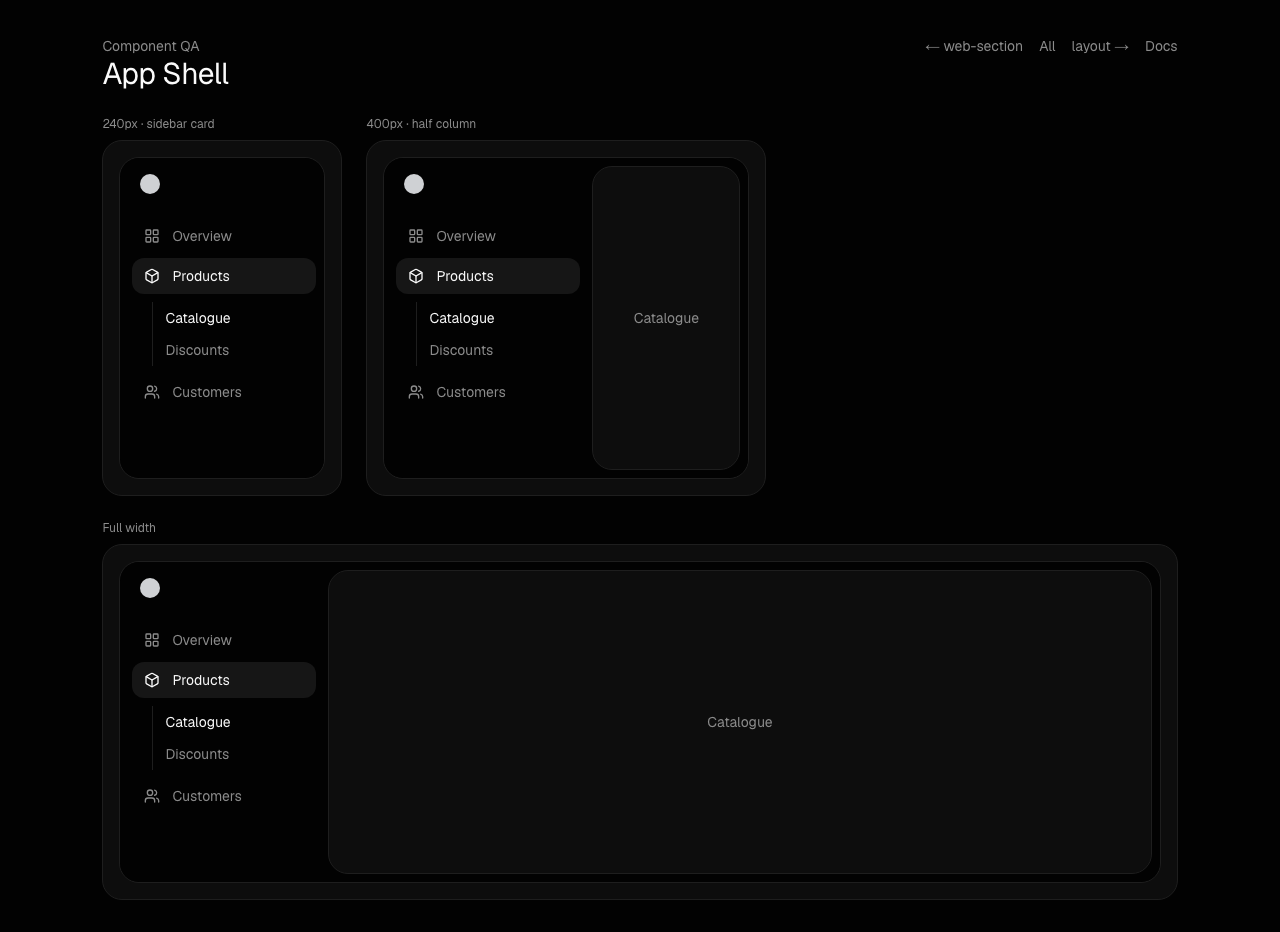 Component QA
App Shell
← web-section All layout → Docs
240px · sidebar card
Overview
Products
Catalogue
Discounts
Customers
400px · half column
Overview
Products
Catalogue
Discounts
Customers
Catalogue
Full width
Overview
Products
Catalogue
Discounts
Customers
Catalogue